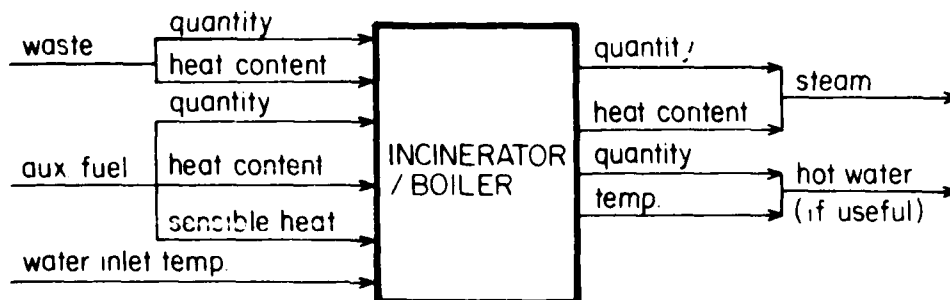 quantity
waste
heat content
quantity
aux fuel
heat content
sensible heat
water inlet temp.
INCINERATOR
/ BOILER
quantity
steam
heat content
quantity
hot water
temp.
(if useful)